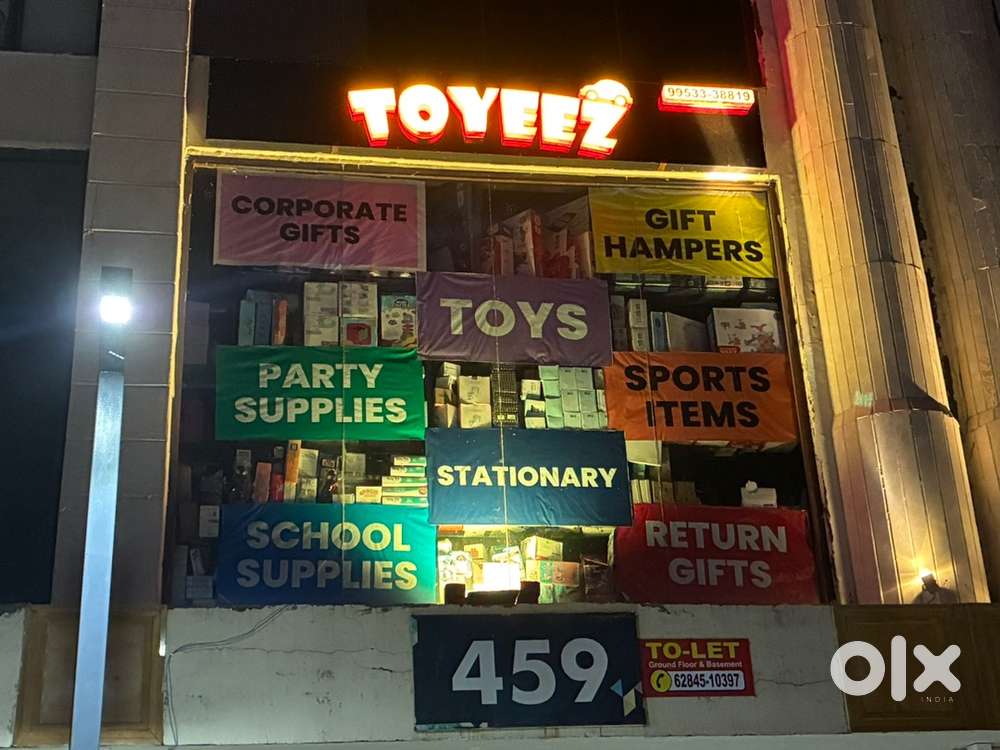 TOYEEZ
99533-38819
CORPORATE
GIFTS
GIFT
HAMPERS
TOYS
PARTY
SUPPLIES
SPORTS
ITEMS
STATIONARY
SCHOOL
SUPPLIES
RETURN
GIFTS
459
TO-LET
Ground Floor & Basement
62845-10397
olx
INDIA